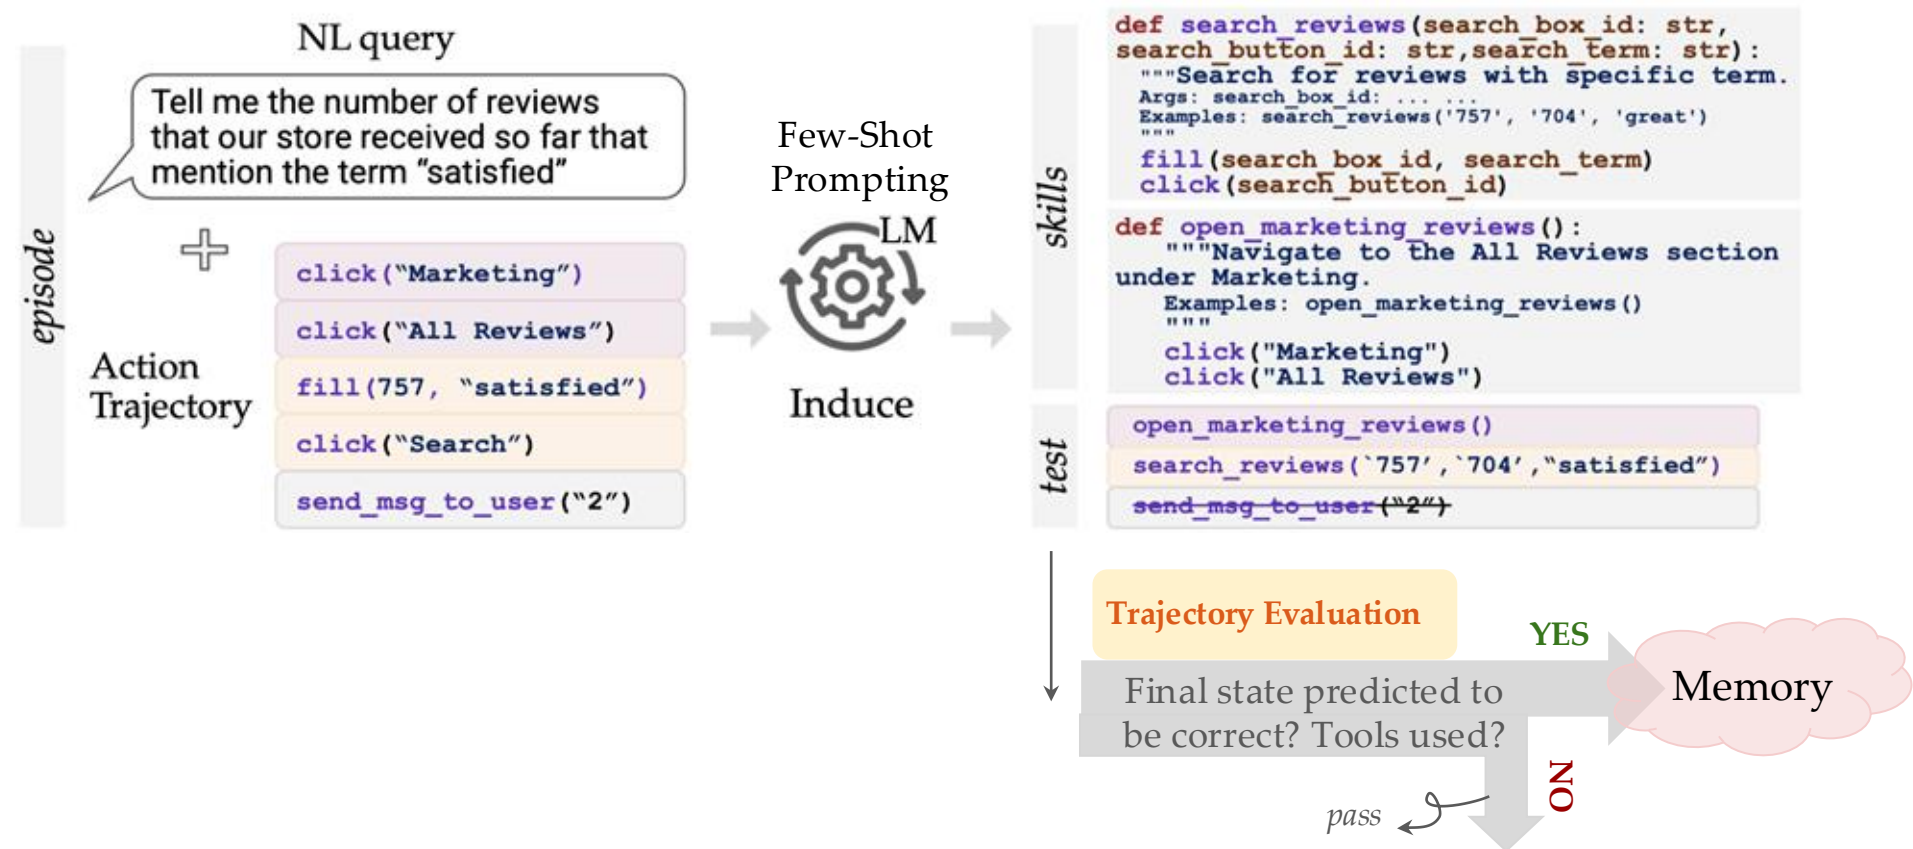 NL query
episode
Tell me the number of reviews
that our store received so far that
mention the term “satisfied”
Action
Trajectory
click(“Marketing”)
click(“All Reviews”)
fill(757, “satisfied”)
click(“Search”)
send_msg_to_user(“2”)
Few-Shot
Prompting
LM
Induce
skills
def search_reviews(search_box_id: str,
search_button_id: str,search_term: str):
"""Search for reviews with specific term.
Args: search_box_id: ... ...
Examples: search_reviews('757', '704', 'great')
"""
fill(search_box_id, search_term)
click(search_button_id)
def open_marketing_reviews():
"""Navigate to the All Reviews section
under Marketing.
Examples: open_marketing_reviews()
"""
click("Marketing")
click("All Reviews")
test
open_marketing_reviews()
search_reviews(`757’,`704’,“satisfied”)
send_msg_to_user(“2”)
Trajectory Evaluation
YES
Final state predicted to
be correct? Tools used?
Memory
NO
pass